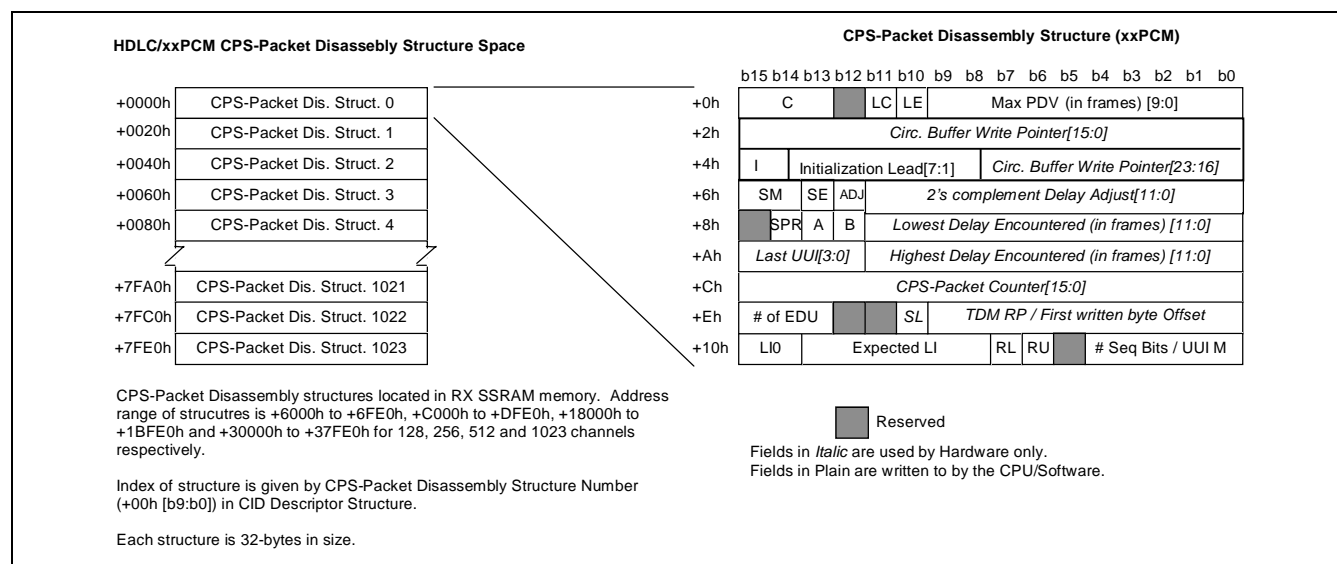 HDLC/xxPCM CPS-Packet Disassebly Structure Space
+0000h CPS-Packet Dis. Struct. 0
+0020h CPS-Packet Dis. Struct. 1
+0040h CPS-Packet Dis. Struct. 2
+0060h CPS-Packet Dis. Struct. 3
+0080h CPS-Packet Dis. Struct. 4
+7FA0h CPS-Packet Dis. Struct. 1021
+7FC0h CPS-Packet Dis. Struct. 1022
+7FE0h CPS-Packet Dis. Struct. 1023
CPS-Packet Disassembly structures located in RX SSRAM memory. Address
range of strucutres is +6000h to +6FE0h, +C000h to +DFE0h, +18000h to
+1BFE0h and +30000h to +37FE0h for 128, 256, 512 and 1023 channels
respectively.
Index of structure is given by CPS-Packet Disassembly Structure Number
(+00h [b9:b0]) in CID Descriptor Structure.
Each structure is 32-bytes in size.
CPS-Packet Disassembly Structure (xxPCM)
b15 b14 b13 b12 b11 b10 b9 b8 b7 b6 b5 b4 b3 b2 b1 b0
+0h C LC LE Max PDV (in frames) [9:0]
+2h Circ. Buffer Write Pointer[15:0]
+4h I Initialization Lead[7:1] Circ. Buffer Write Pointer[23:16]
+6h SM SE ADJ 2's complement Delay Adjust[11:0]
+8h SPR A B Lowest Delay Encountered (in frames) [11:0]
+Ah Last UUI[3:0] Highest Delay Encountered (in frames) [11:0]
+Ch CPS-Packet Counter[15:0]
+Eh # of EDU SL TDM RP / First written byte Offset
+10h LI0 Expected LI RL RU # Seq Bits / UUI M
Reserved
Fields in Italic are used by Hardware only.
Fields in Plain are written to by the CPU/Software.